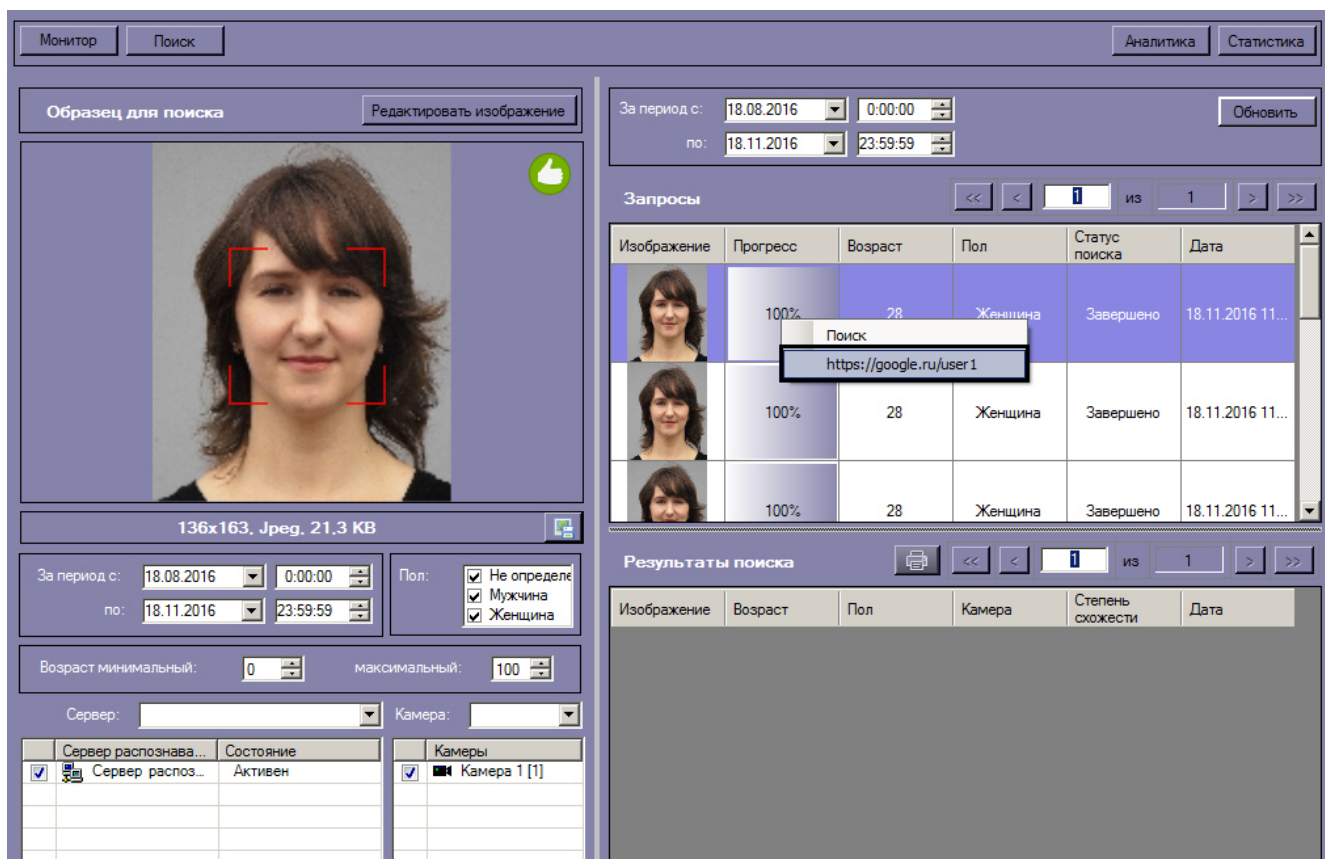 Монитор
Поиск
Аналитика
Статистика
Образец для поиска
Редактировать изображение
136x163, Jpeg, 21,3 KB
За период с: 18.08.2016 0:00:00
по: 18.11.2016 23:59:59
Пол:
Не определе
Мужчина
Женщина
Возраст минимальный: 0 максимальный: 100
Сервер:
Камера:
Сервер распознава... Состояние
Сервер распоз... Активен
Камеры
Камера 1 [1]
За период с: 18.08.2016 0:00:00
по: 18.11.2016 23:59:59
Обновить
Запросы
<< < 1 из 1 > >>
Изображение Прогресс Возраст Пол Статус поиска Дата
100% 28 Женщина Завершено 18.11.2016 11...
Поиск
https://google.ru/user1
100% 28 Женщина Завершено 18.11.2016 11...
100% 28 Женщина Завершено 18.11.2016 11...
Результаты поиска
<< < 1 из 1 > >>
Изображение Возраст Пол Камера Степень схожести Дата